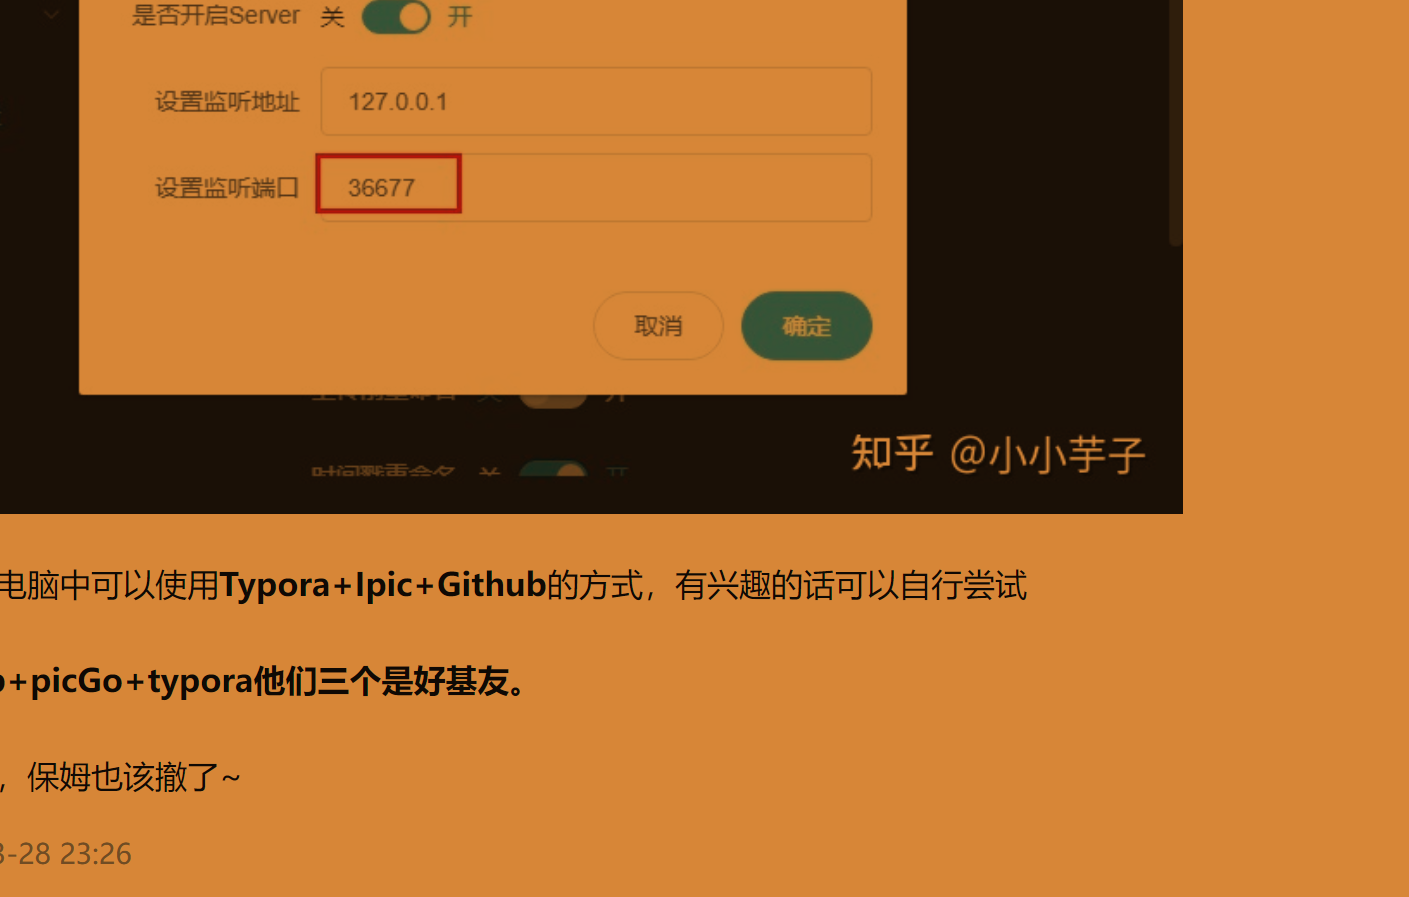 是否开启Server 关 开
设置监听地址 127.0.0.1
设置监听端口 36677
取消 确定
时间戳重命名 关 开
知乎 @小小芋子
电脑中可以使用Typora+Ipic+Github的方式，有兴趣的话可以自行尝试
+picGo+typora他们三个是好基友。
，保姆也该撤了~
-28 23:26